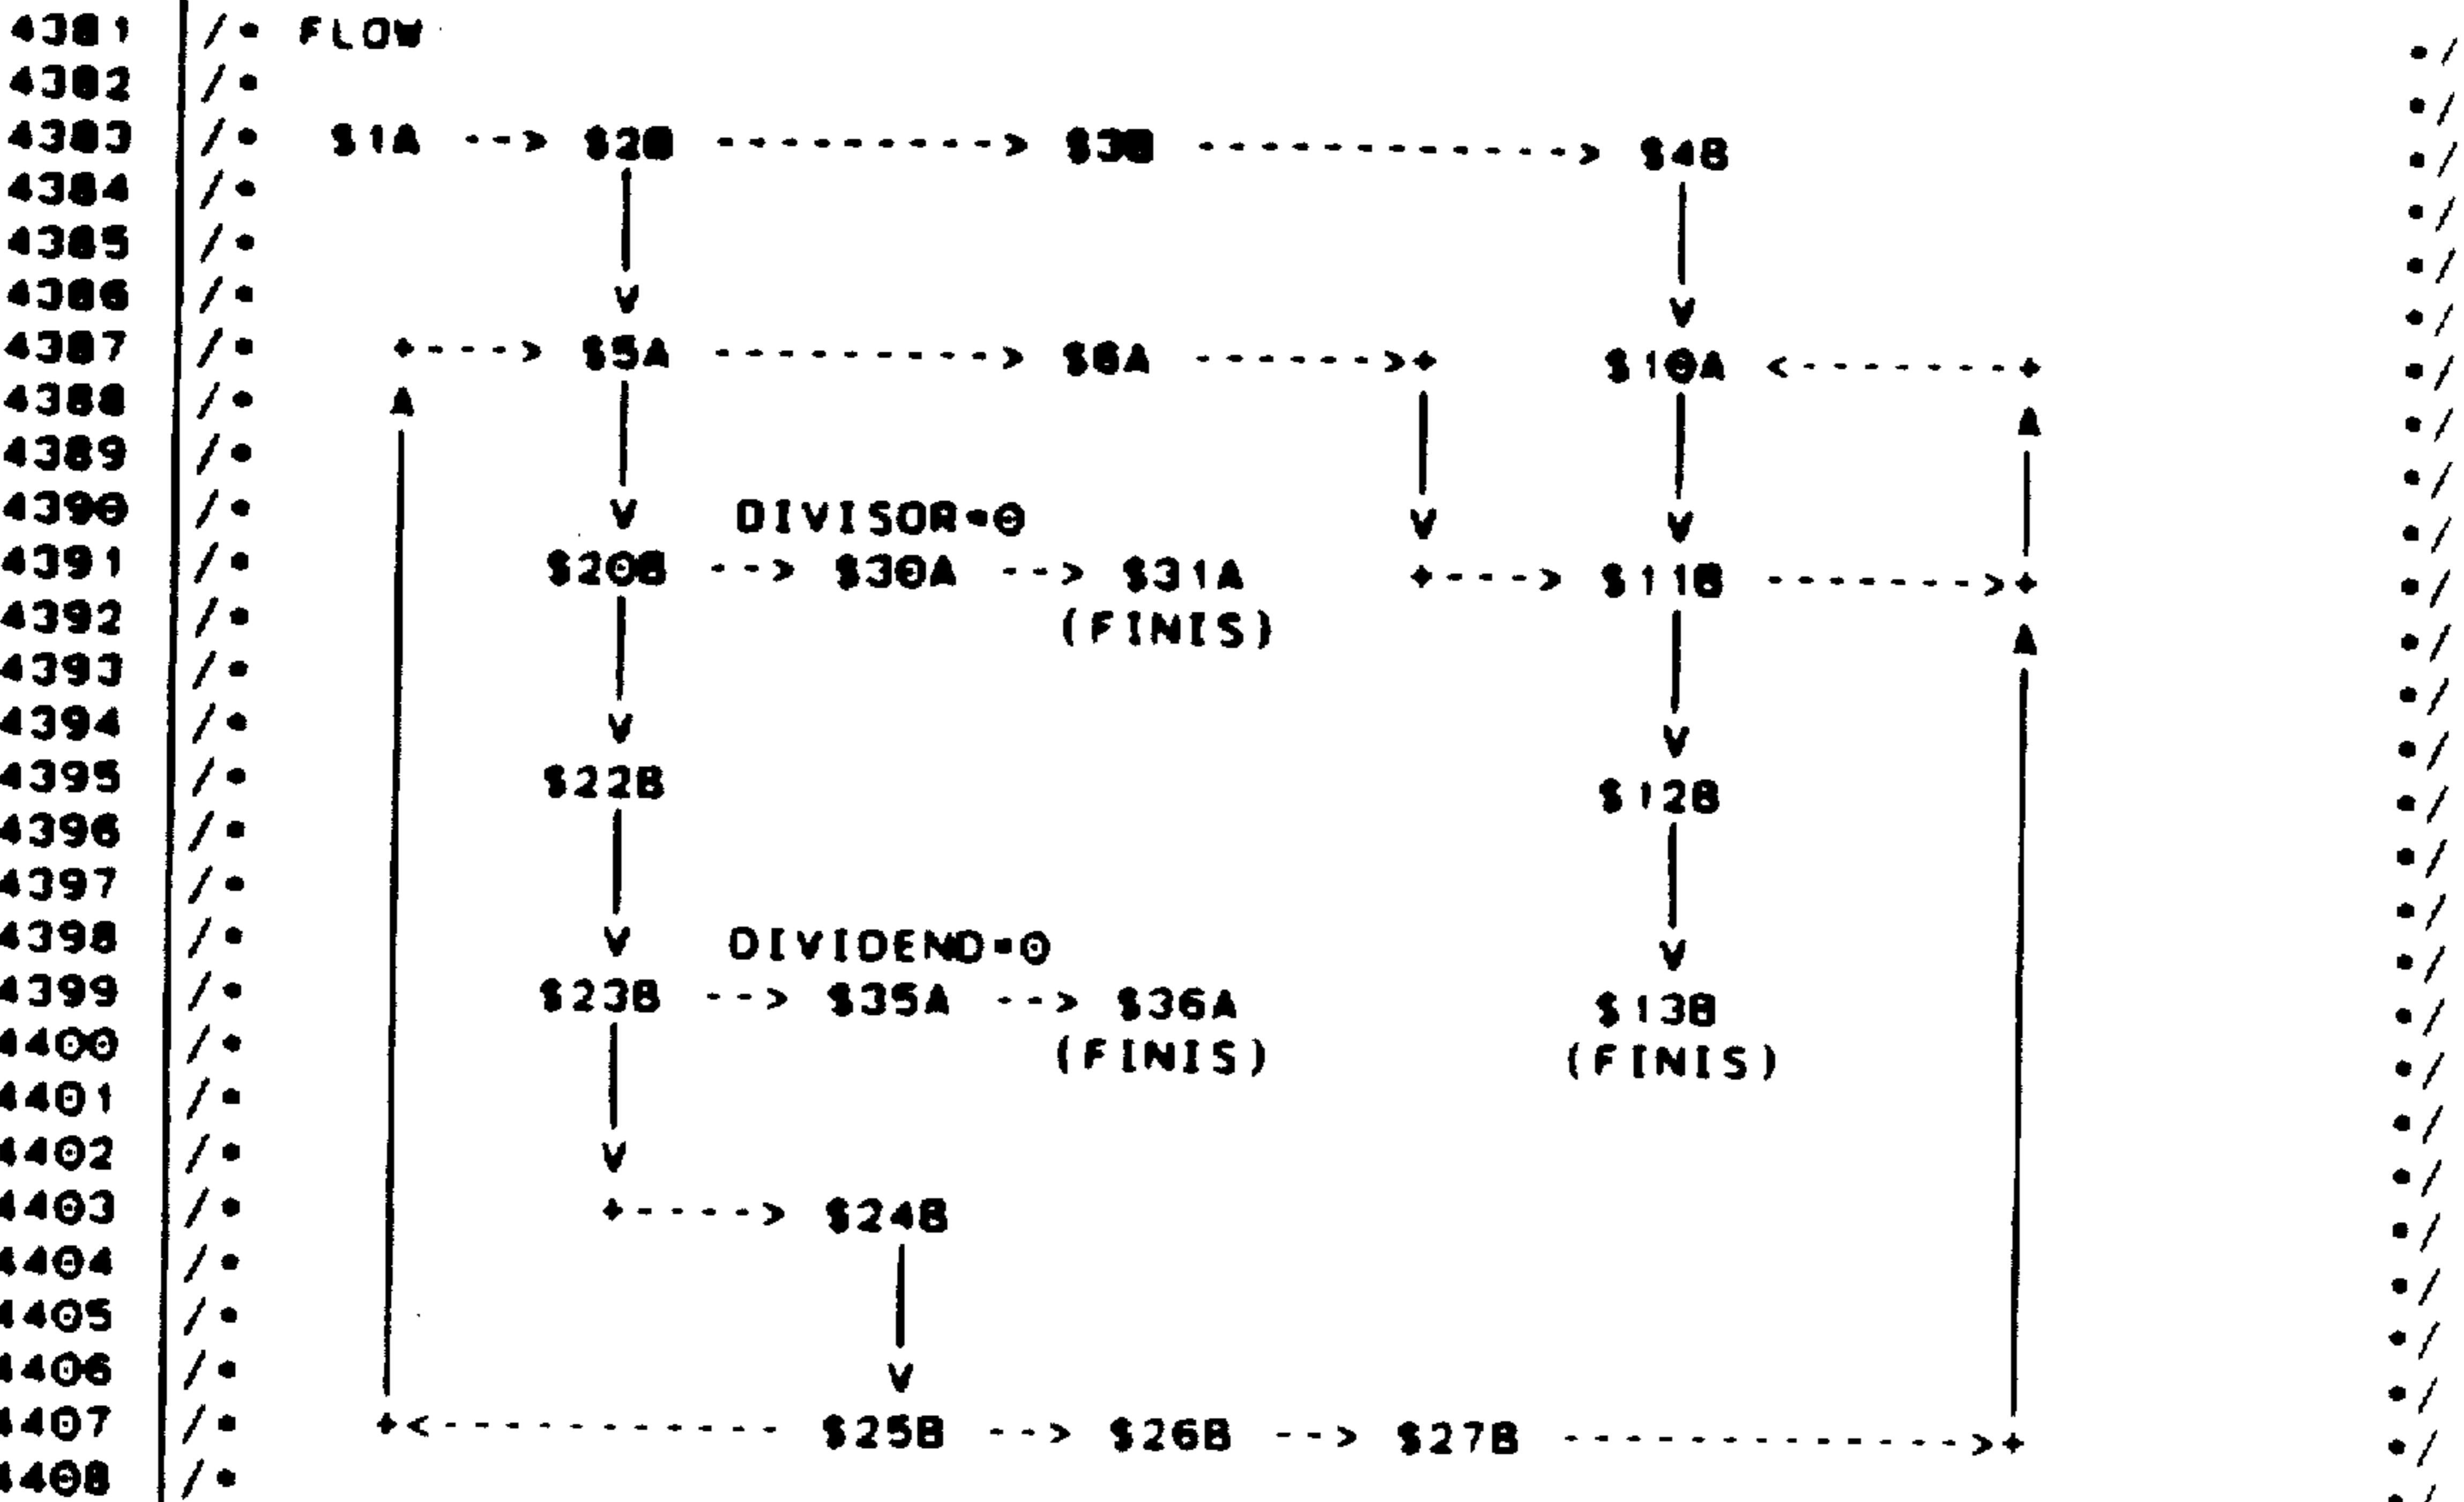 4381 /* FLOW */
4382 /* */
4383 /* $1A --> $2B ----------> $3B -------------> $4B */
4384 /* | | */
4385 /* | | */
4386 /* V V */
4387 /* +----> $5A ----------> $6A ------->+ $10A <--------+ */
4388 /* ▲ | | | ▲ */
4389 /* | | | | | */
4390 /* | V DIVISOR=0 V V | */
4391 /* | $20B --> $30A --> $31A +----> $11B -------->+ */
4392 /* | | (FINIS) | ▲ */
4393 /* | | | | */
4394 /* | V V | */
4395 /* | $22B $12B | */
4396 /* | | | | */
4397 /* | | | | */
4398 /* | V DIVIDEND=0 V | */
4399 /* | $23B --> $35A --> $36A $13B | */
4400 /* | | (FINIS) (FINIS) | */
4401 /* | | | */
4402 /* | V | */
4403 /* | +-----> $24B | */
4404 /* | | | */
4405 /* | | | */
4406 /* | V | */
4407 /* +<------------ $25B --> $26B --> $27B -------------->+ */
4408 /* */